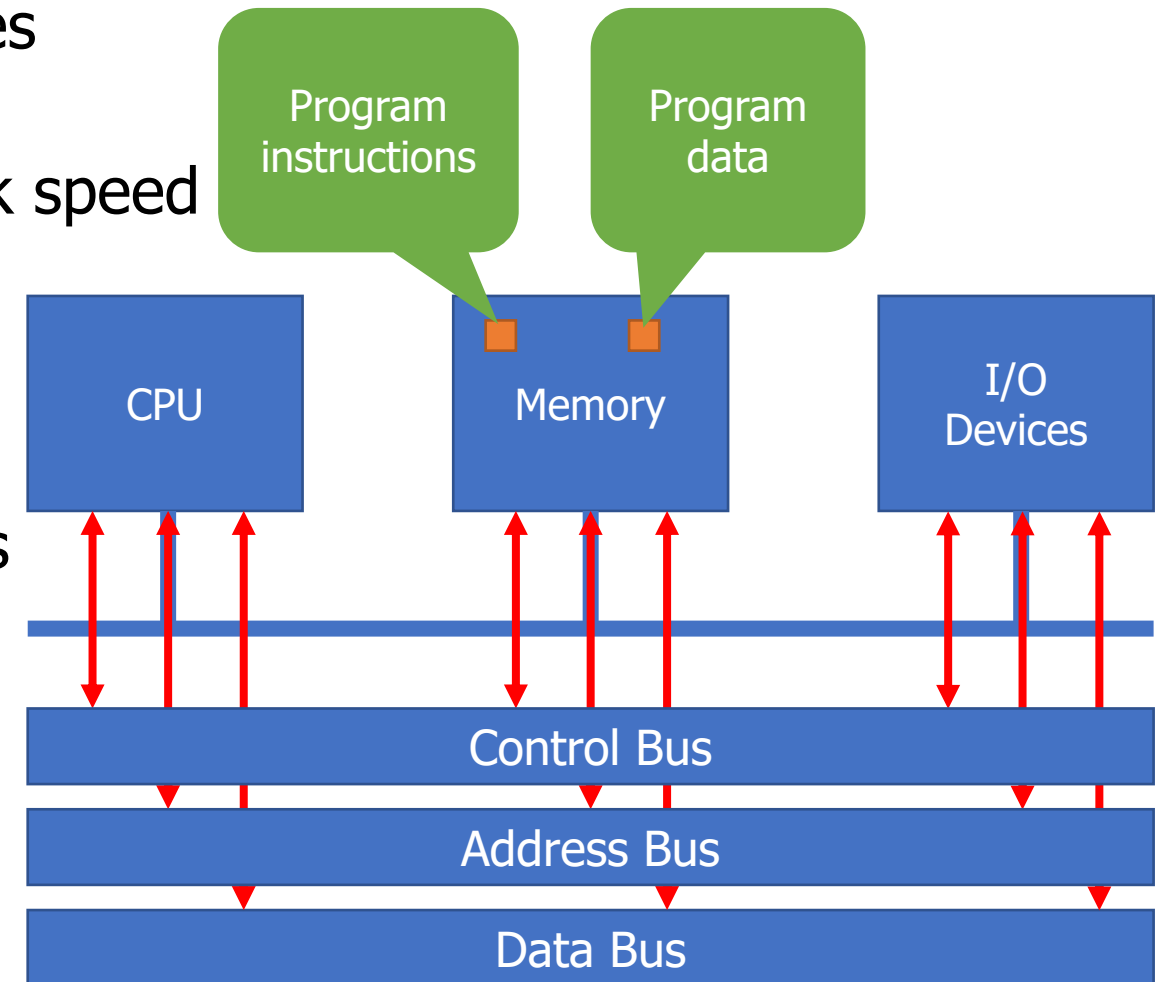 es
k speed
s
Program
instructions
Program
data
CPU
Memory
I/O
Devices
Control Bus
Address Bus
Data Bus